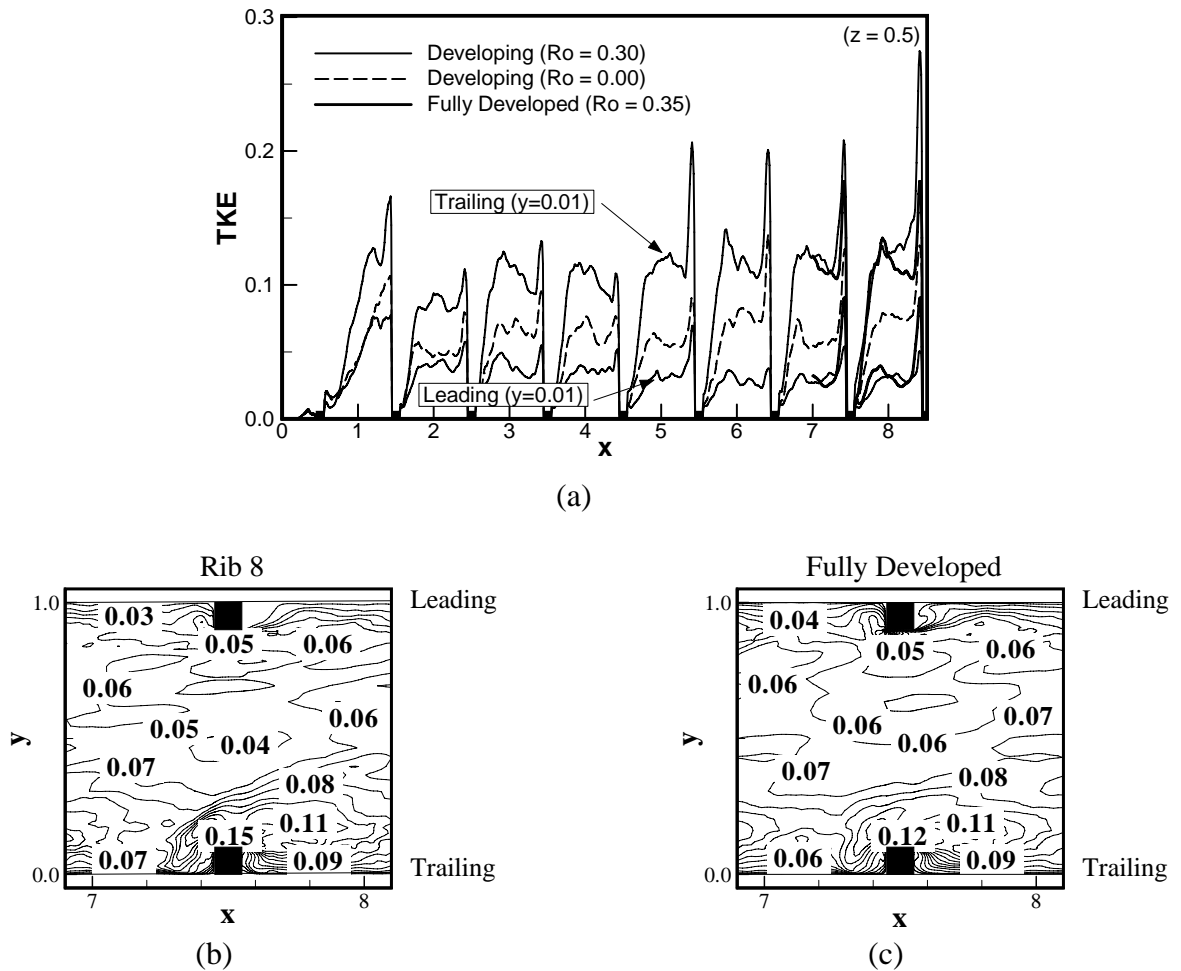 0.3
(z = 0.5)
Developing (Ro = 0.30)
Developing (Ro = 0.00)
Fully Developed (Ro = 0.35)
0.2
TKE
Trailing (y=0.01)
0.1
Leading (y=0.01)
0.0
0 1 2 3 4 5 6 7 8
x
(a)
Rib 8
1.0
Leading
0.03
0.05
0.06
0.06
0.06
0.05
0.04
y
0.07
0.08
0.11
0.15
0.07
0.09
0.0
Trailing
7 8
x
(b)
Fully Developed
1.0
Leading
0.04
0.05
0.06
0.06
0.07
0.06
0.06
y
0.07
0.08
0.11
0.12
0.06
0.09
0.0
Trailing
7 8
x
(c)